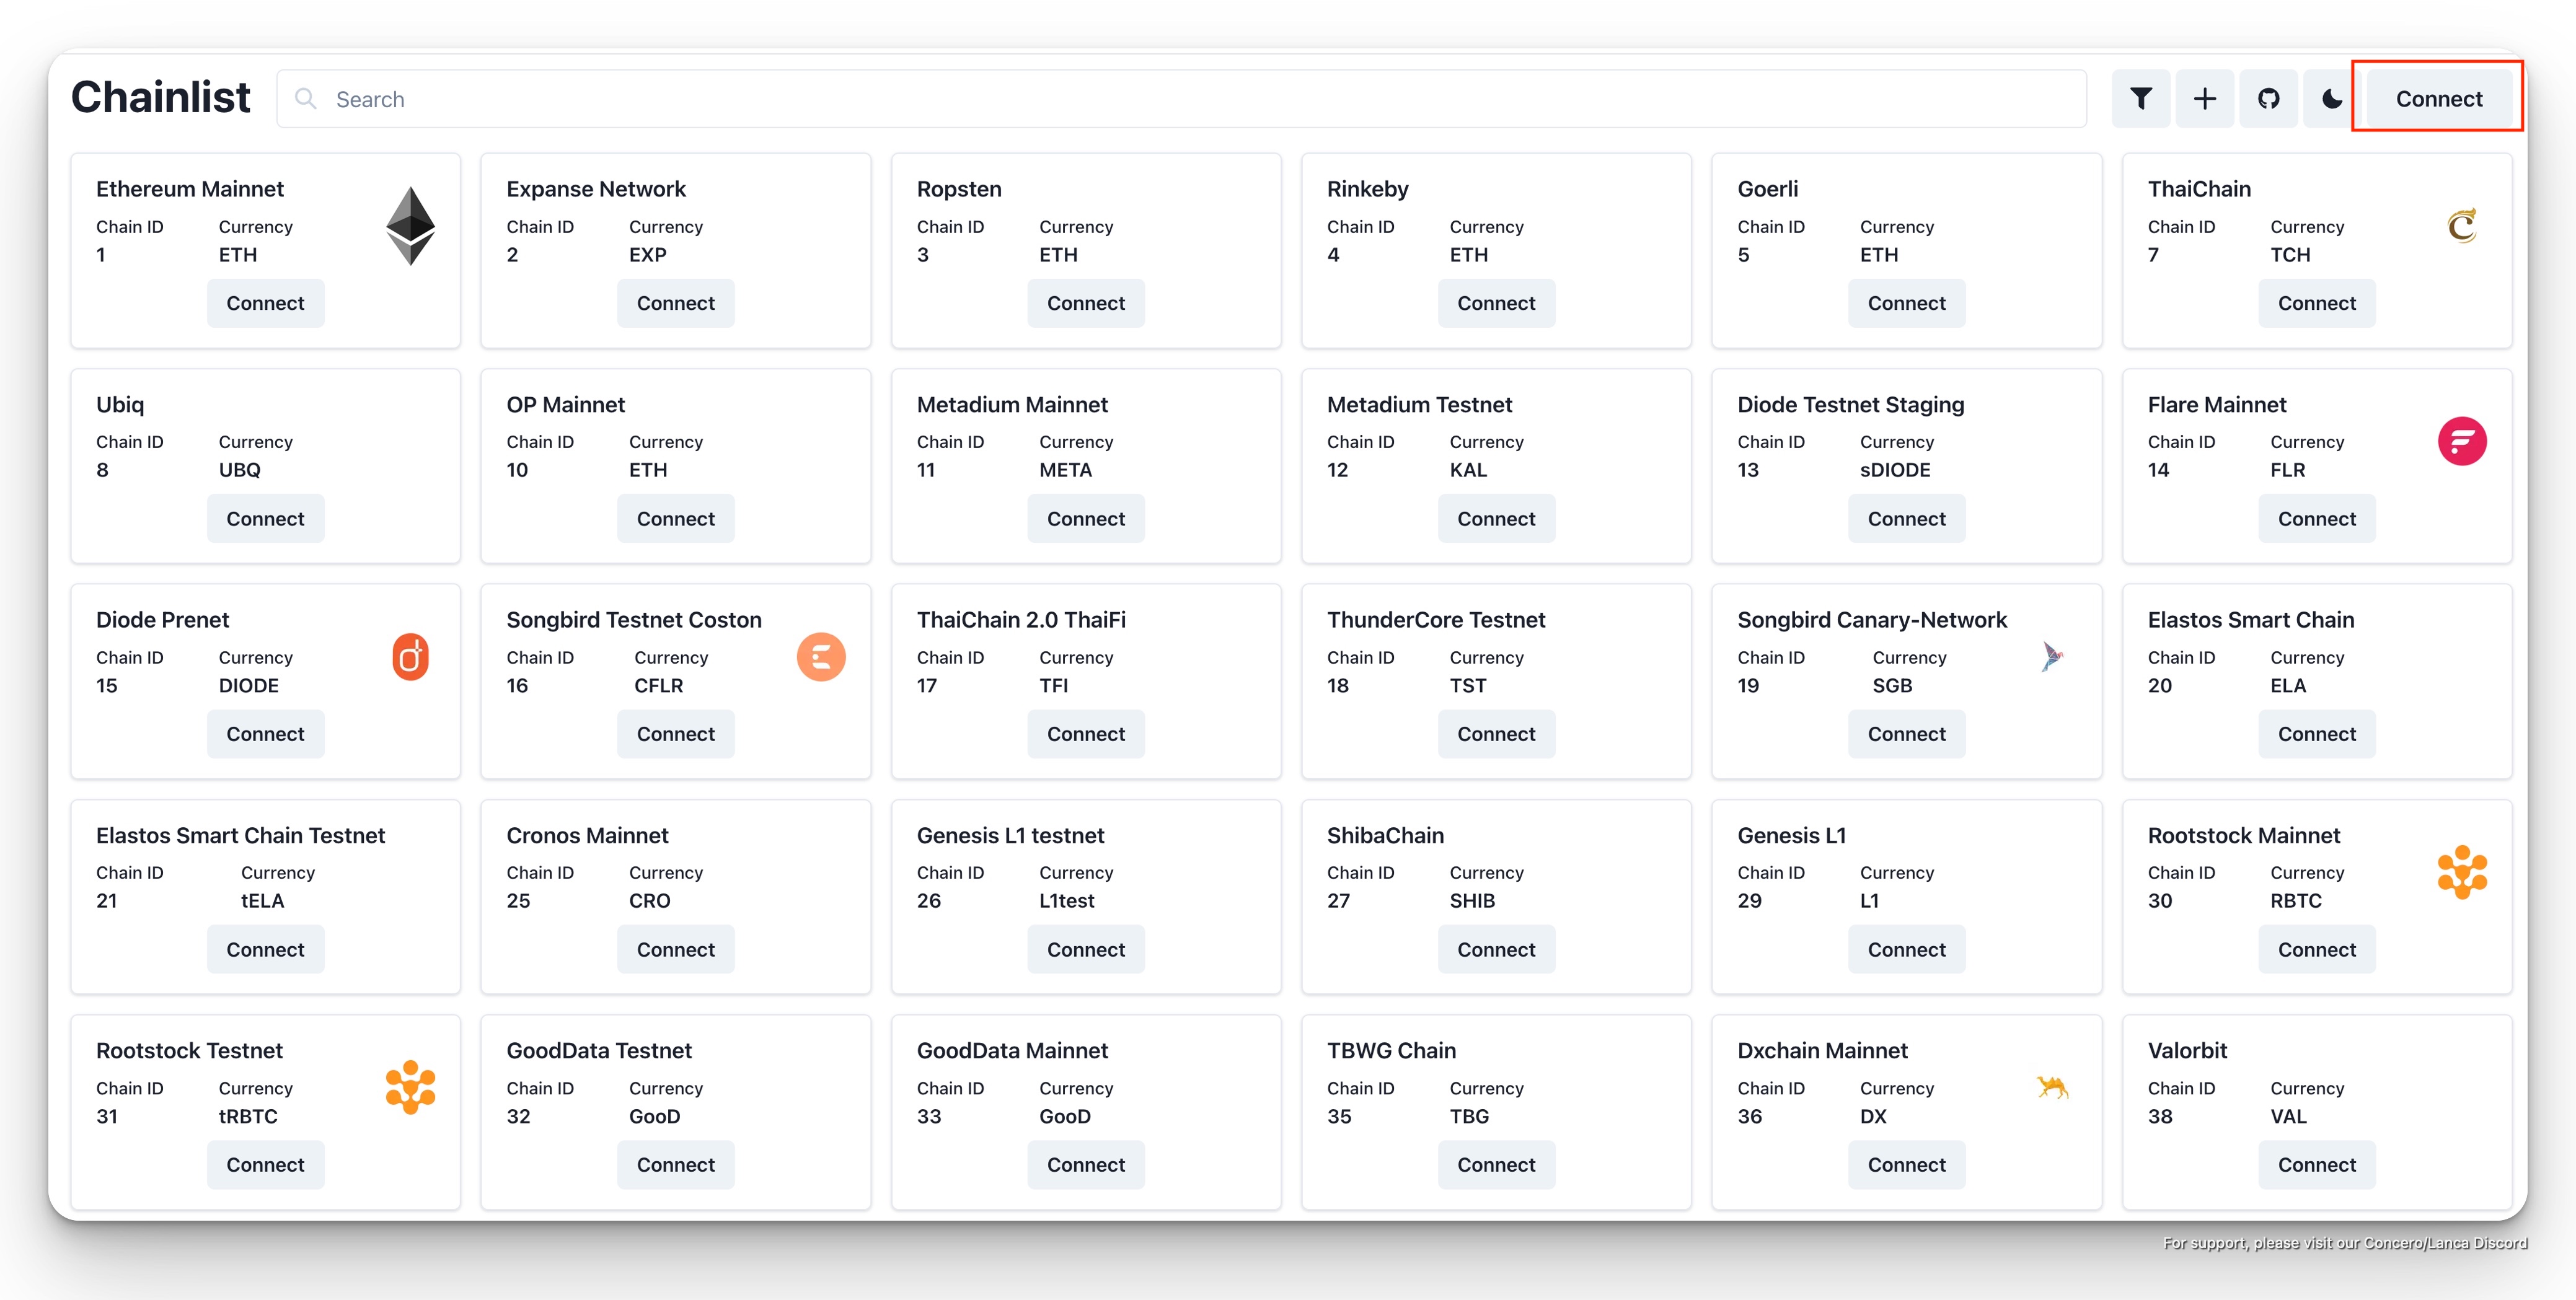 Chainlist
Search
Connect
Ethereum Mainnet
Chain ID Currency
1 ETH
Connect
Expanse Network
Chain ID Currency
2 EXP
Connect
Ropsten
Chain ID Currency
3 ETH
Connect
Rinkeby
Chain ID Currency
4 ETH
Connect
Goerli
Chain ID Currency
5 ETH
Connect
ThaiChain
Chain ID Currency
7 TCH
Connect
Ubiq
Chain ID Currency
8 UBQ
Connect
OP Mainnet
Chain ID Currency
10 ETH
Connect
Metadium Mainnet
Chain ID Currency
11 META
Connect
Metadium Testnet
Chain ID Currency
12 KAL
Connect
Diode Testnet Staging
Chain ID Currency
13 sDIODE
Connect
Flare Mainnet
Chain ID Currency
14 FLR
Connect
Diode Prenet
Chain ID Currency
15 DIODE
Connect
Songbird Testnet Coston
Chain ID Currency
16 CFLR
Connect
ThaiChain 2.0 ThaiFi
Chain ID Currency
17 TFI
Connect
ThunderCore Testnet
Chain ID Currency
18 TST
Connect
Songbird Canary-Network
Chain ID Currency
19 SGB
Connect
Elastos Smart Chain
Chain ID Currency
20 ELA
Connect
Elastos Smart Chain Testnet
Chain ID Currency
21 tELA
Connect
Cronos Mainnet
Chain ID Currency
25 CRO
Connect
Genesis L1 testnet
Chain ID Currency
26 L1test
Connect
ShibaChain
Chain ID Currency
27 SHIB
Connect
Genesis L1
Chain ID Currency
29 L1
Connect
Rootstock Mainnet
Chain ID Currency
30 RBTC
Connect
Rootstock Testnet
Chain ID Currency
31 tRBTC
Connect
GoodData Testnet
Chain ID Currency
32 GooD
Connect
GoodData Mainnet
Chain ID Currency
33 GooD
Connect
TBWG Chain
Chain ID Currency
35 TBG
Connect
Dxchain Mainnet
Chain ID Currency
36 DX
Connect
Valorbit
Chain ID Currency
38 VAL
Connect
For support, please visit our Concero/Lanca Discord